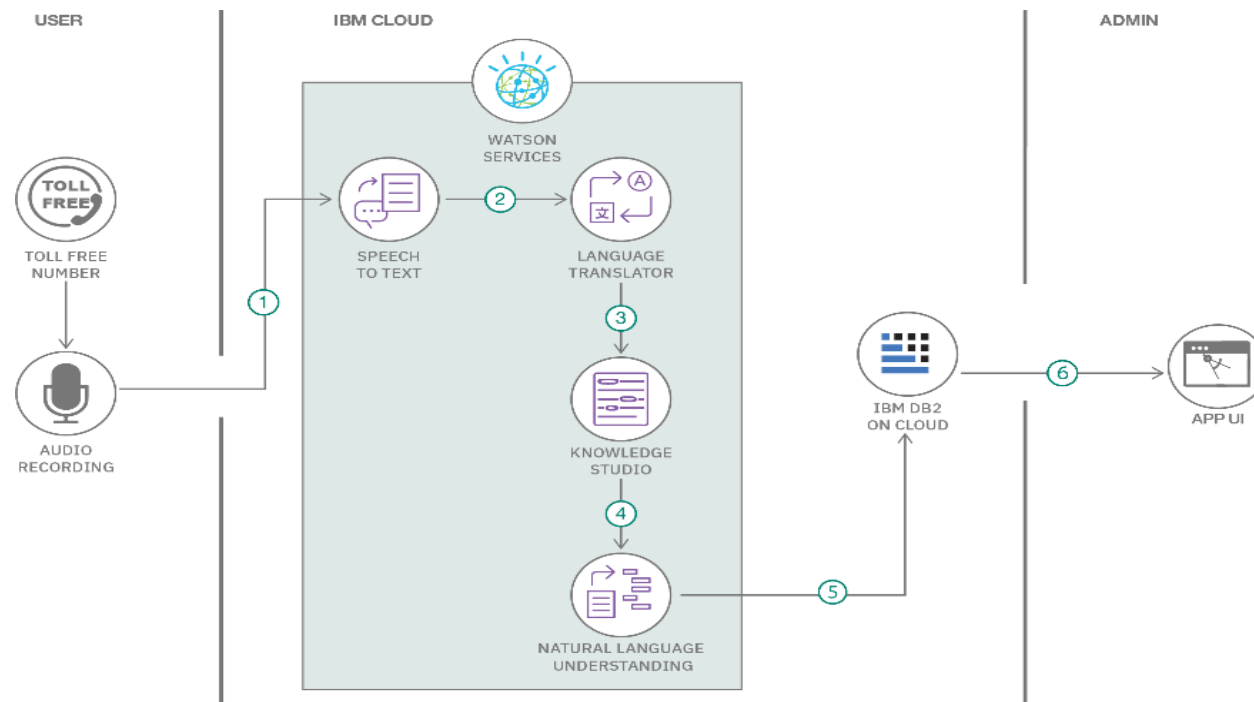 USER
IBM CLOUD
ADMIN
WATSON
SERVICES
TOLL
FREE
TOLL FREE
NUMBER
SPEECH
TO TEXT
2
A
文
LANGUAGE
TRANSLATOR
1
3
AUDIO
RECORDING
KNOWLEDGE
STUDIO
4
NATURAL LANGUAGE
UNDERSTANDING
5
IBM DB2
ON CLOUD
6
APP UI